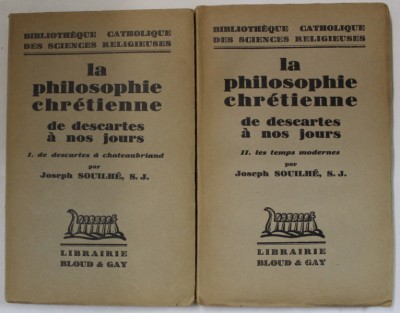 BIBLIOTHÈQUE CATHOLIQUE
DES SCIENCES RELIGIEUSES
la
philosophie
chrétienne
de descartes
à nos jours
I. de descartes à chateaubriand
par
Joseph SOUILHÉ, S. J.
LIBRAIRIE
BLOUD & GAY
BIBLIOTHÈQUE CATHOLIQUE
DES SCIENCES RELIGIEUSES
la
philosophie
chrétienne
de descartes
à nos jours
II. les temps modernes
par
Joseph SOUILHÉ, S. J.
LIBRAIRIE
BLOUD & GAY